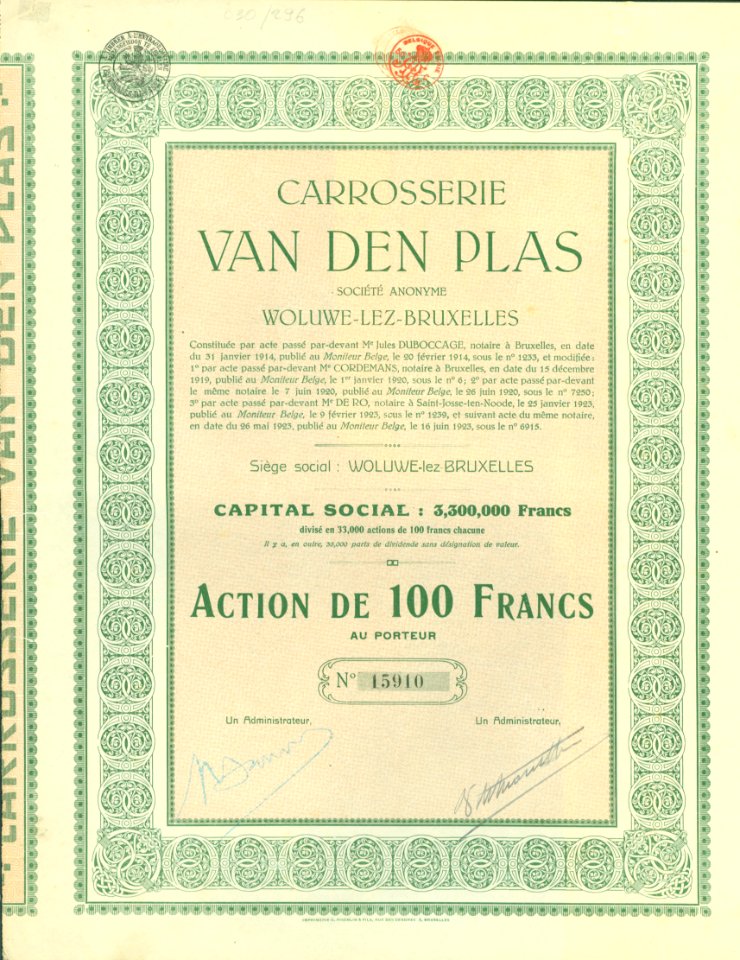 030/296
CARROSSERIE VAN DEN PLAS
CARROSSERIE
VAN DEN PLAS
SOCIÉTÉ ANONYME
WOLUWE-LEZ-BRUXELLES
Constituée par acte passé par-devant Mᵉ Jules DUBOCCAGE, notaire à Bruxelles, en date
du 31 janvier 1914, publié au Moniteur Belge, le 20 février 1914, sous le nº 1233, et modifiée :
1º par acte passé par-devant Mᵉ CORDEMANS, notaire à Bruxelles, en date du 15 décembre
1919, publié au Moniteur Belge, le 1ᵉʳ janvier 1920, sous le nº 6; 2º par acte passé par-devant
le même notaire le 7 juin 1920, publié au Moniteur Belge, le 26 juin 1920, sous le nº 7250;
3º par acte passé par-devant Mᵉ DE RO, notaire à Saint-Josse-ten-Noode, le 25 janvier 1923,
publié au Moniteur Belge, le 9 février 1923, sous le nº 1239, et suivant acte du même notaire,
en date du 26 mai 1923, publié au Moniteur Belge, le 16 juin 1923, sous le nº 6915.
Siège social : WOLUWE-lez-BRUXELLES
CAPITAL SOCIAL : 3,300,000 Francs
divisé en 33,000 actions de 100 francs chacune
Il y a, en outre, 33,000 parts de dividende sans désignation de valeur.
ACTION DE 100 FRANCS
AU PORTEUR
Nº 15910
Un Administrateur,
Un Administrateur,